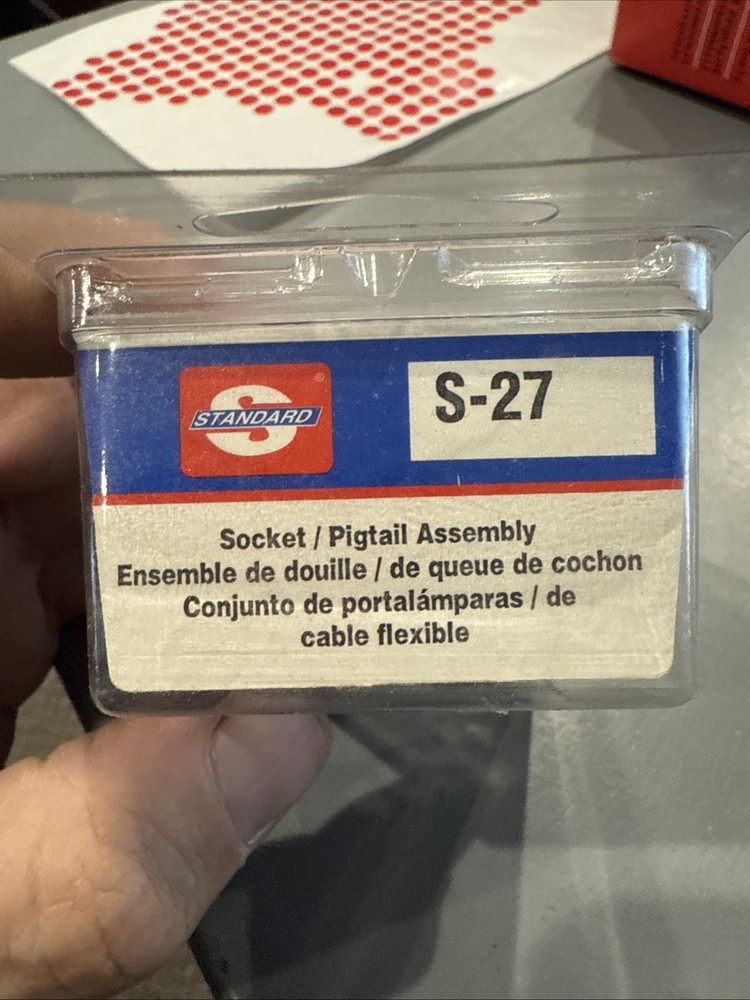 STANDARD
®
S-27
Socket / Pigtail Assembly
Ensemble de douille / de queue de cochon
Conjunto de portalámparas / de
cable flexible